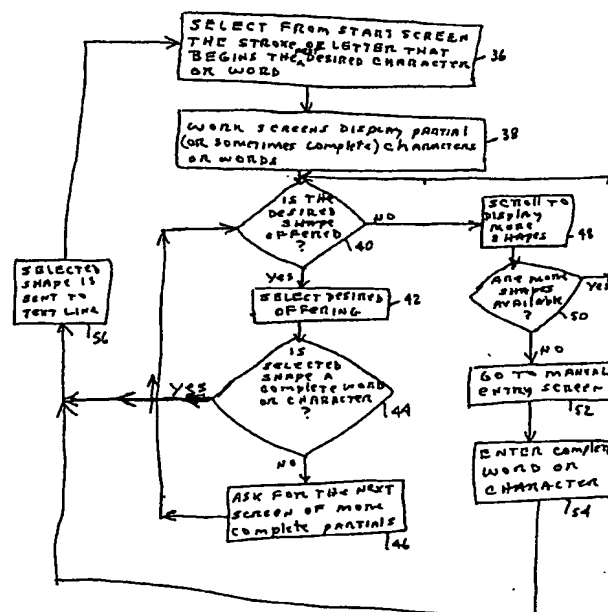 SELECT FROM START SCREEN
THE STROKE OR LETTER THAT
BEGINS THE NEXT DESIRED CHARACTER
OR WORD
36
WORK SCREENS DISPLAY PARTIAL
(OR SOMETIMES COMPLETE) CHARACTERS
OR WORDS
38
IS THE
DESIRED
SHAPE
OFFERED
?
40
NO
SCROLL TO
DISPLAY
MORE
SHAPES
48
YES
SELECT DESIRED
OFFERING
42
ARE MORE
SHAPES
AVAILABLE
?
50
YES
SELECTED
SHAPE IS
SENT TO
TEXT LINE
56
IS
SELECTED
SHAPE A
COMPLETE WORD
OR CHARACTER
?
44
YES
NO
GO TO MANUAL
ENTRY SCREEN
52
NO
ASK FOR THE NEXT
SCREEN OF MORE
COMPLETE PARTIALS
46
ENTER COMPLETE
WORD OR
CHARACTER
54